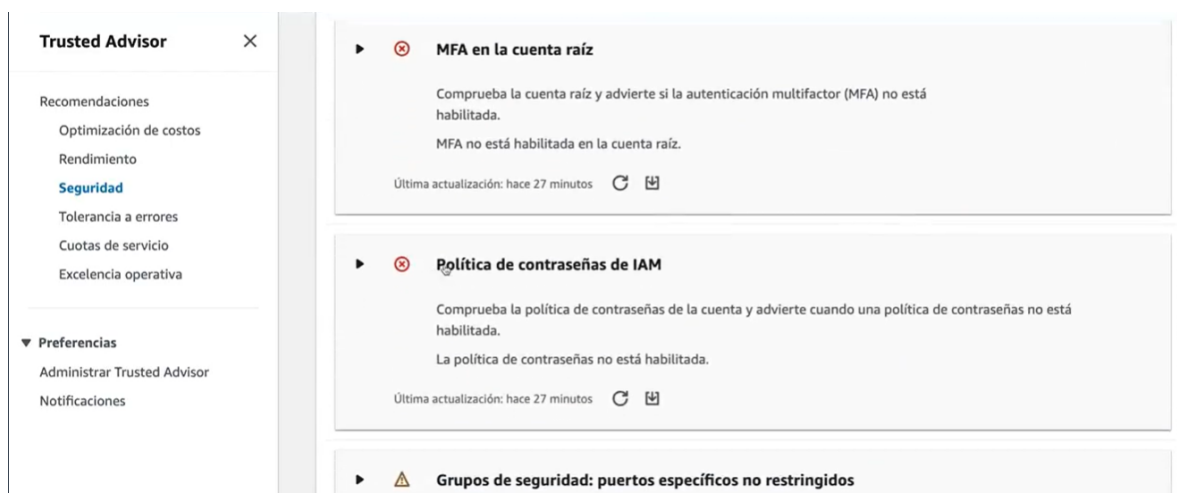 Trusted Advisor
Recomendaciones
Optimización de costos
Rendimiento
Seguridad
Tolerancia a errores
Cuotas de servicio
Excelencia operativa
Preferencias
Administrar Trusted Advisor
Notificaciones
MFA en la cuenta raíz
Comprueba la cuenta raíz y advierte si la autenticación multifactor (MFA) no está
habilitada.
MFA no está habilitada en la cuenta raíz.
Última actualización: hace 27 minutos
Política de contraseñas de IAM
Comprueba la política de contraseñas de la cuenta y advierte cuando una política de contraseñas no está
habilitada.
La política de contraseñas no está habilitada.
Última actualización: hace 27 minutos
Grupos de seguridad: puertos específicos no restringidos